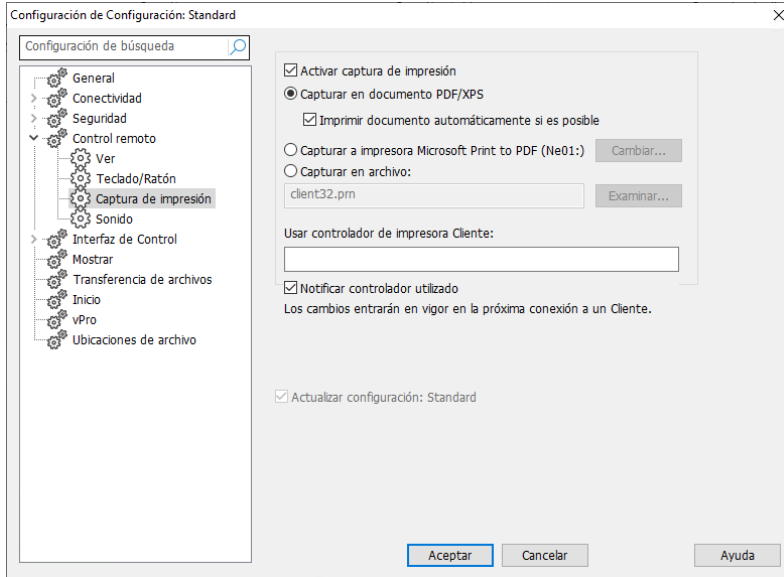 Configuración de Configuración: Standard
Configuración de búsqueda
General
Conectividad
Seguridad
Control remoto
Ver
Teclado/Ratón
Captura de impresión
Sonido
Interfaz de Control
Mostrar
Transferencia de archivos
Inicio
vPro
Ubicaciones de archivo
Activar captura de impresión
Capturar en documento PDF/XPS
Imprimir documento automáticamente si es posible
Capturar a impresora Microsoft Print to PDF (Ne01:)
Cambiar...
Capturar en archivo:
client32.prn
Examinar...
Usar controlador de impresora Cliente:
Notificar controlador utilizado
Los cambios entrarán en vigor en la próxima conexión a un Cliente.
Actualizar configuración: Standard
Aceptar
Cancelar
Ayuda